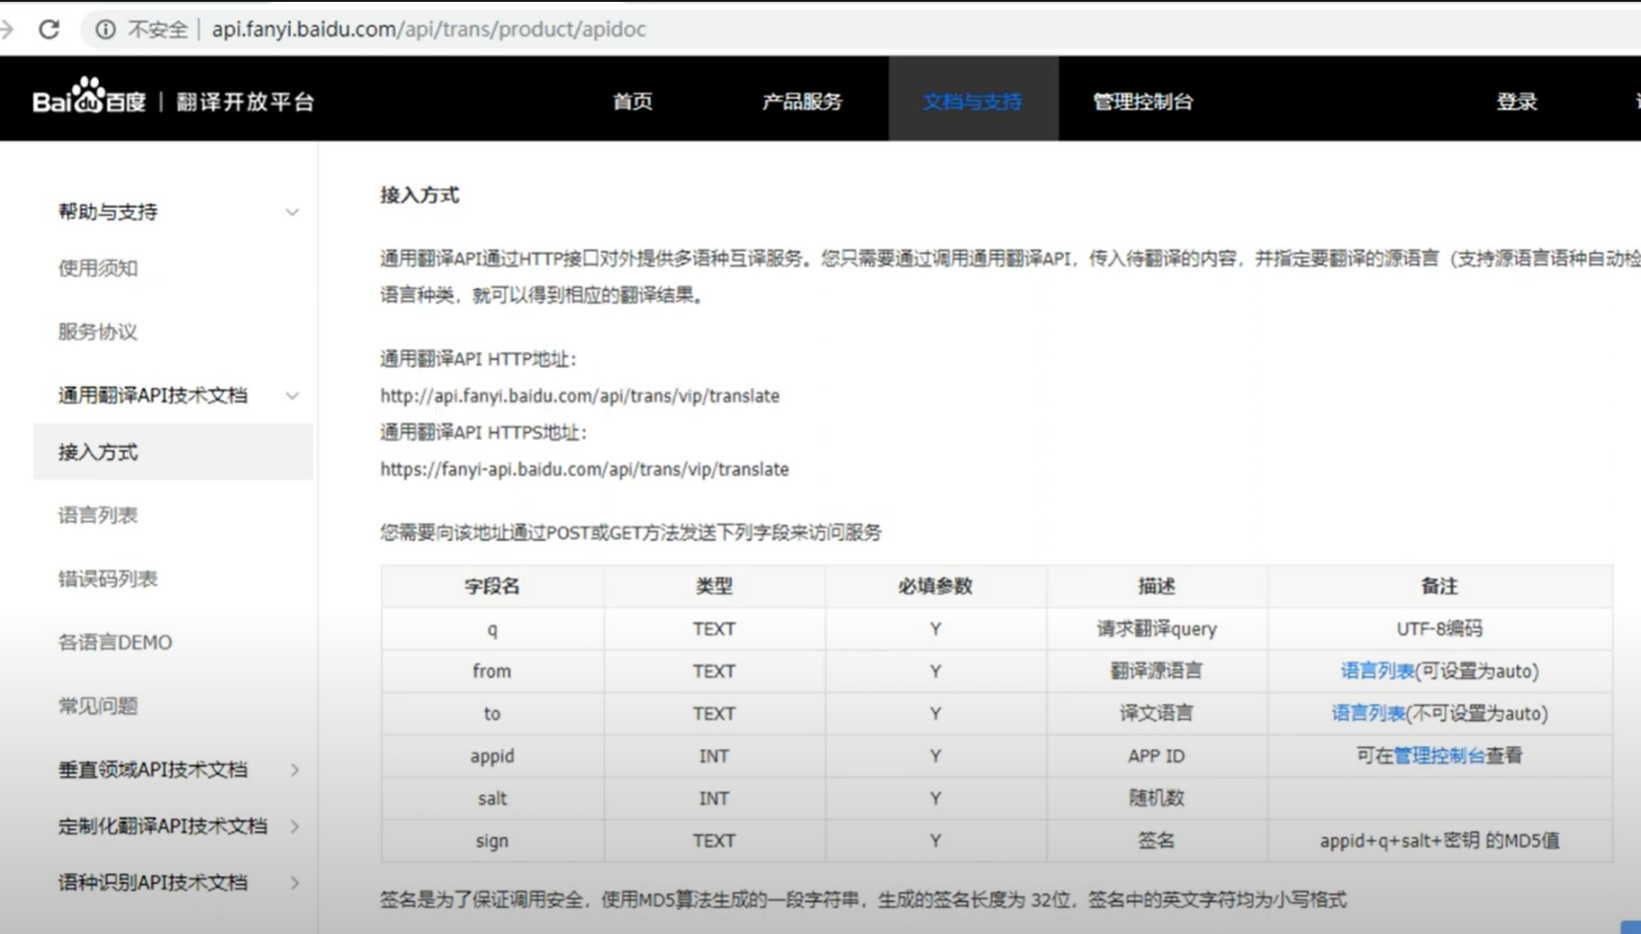 不安全 | api.fanyi.baidu.com/api/trans/product/apidoc
Bai du 百度 | 翻译开放平台
首页
产品服务
文档与支持
管理控制台
登录
帮助与支持
使用须知
服务协议
通用翻译API技术文档
接入方式
语言列表
错误码列表
各语言DEMO
常见问题
垂直领域API技术文档
定制化翻译API技术文档
语种识别API技术文档
接入方式
通用翻译API通过HTTP接口对外提供多语种互译服务。您只需要通过调用通用翻译API，传入待翻译的内容，并指定要翻译的源语言（支持源语言语种自动检
语言种类，就可以得到相应的翻译结果。
通用翻译API HTTP地址：
http://api.fanyi.baidu.com/api/trans/vip/translate
通用翻译API HTTPS地址：
https://fanyi-api.baidu.com/api/trans/vip/translate
您需要向该地址通过POST或GET方法发送下列字段来访问服务
字段名 类型 必填参数 描述 备注
q TEXT Y 请求翻译query UTF-8编码
from TEXT Y 翻译源语言 语言列表(可设置为auto)
to TEXT Y 译文语言 语言列表(不可设置为auto)
appid INT Y APP ID 可在管理控制台查看
salt INT Y 随机数
sign TEXT Y 签名 appid+q+salt+密钥 的MD5值
签名是为了保证调用安全，使用MD5算法生成的一段字符串，生成的签名长度为 32位，签名中的英文字符均为小写格式